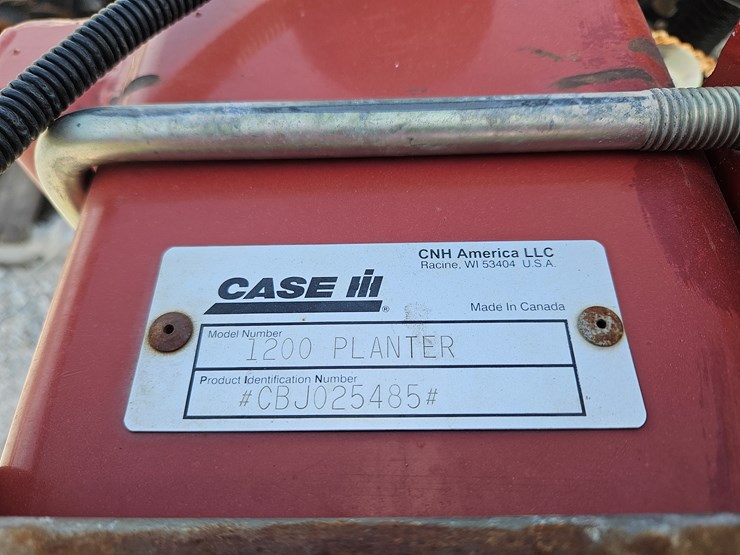 CNH America LLC
Racine, WI 53404 U.S.A.
CASE IH
®
Made In Canada
Model Number
1200 PLANTER
Product Identification Number
#CBJ025485#